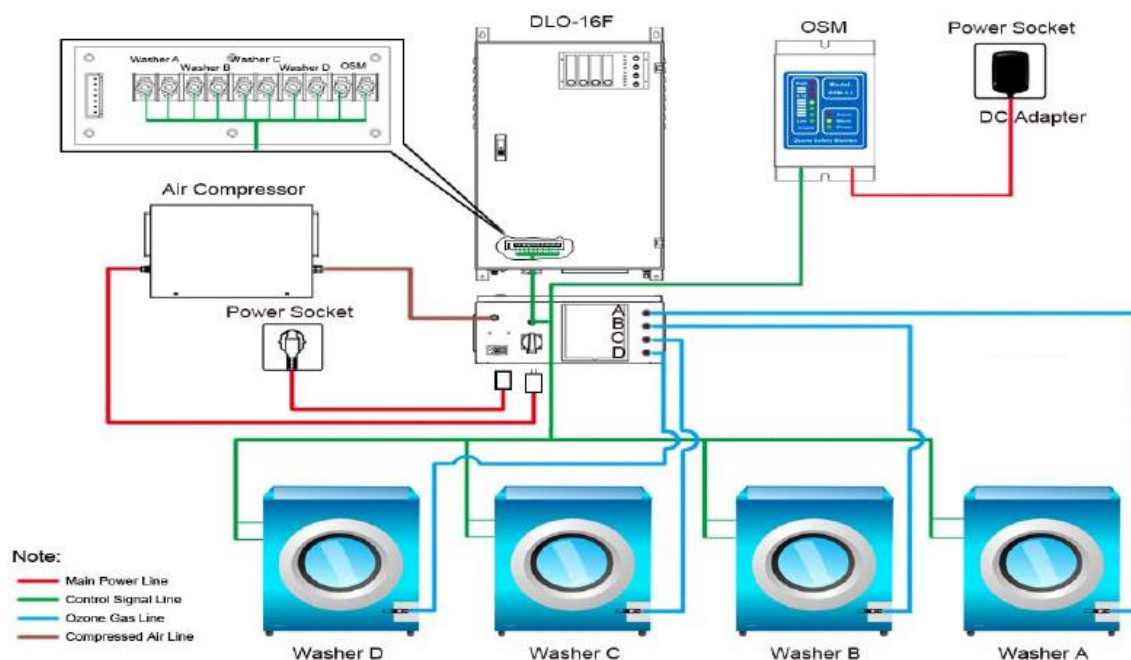 DLO-16F
OSM
Power Socket
Washer A
Washer B
Washer C
Washer D
OSM
DC Adapter
Air Compressor
Power Socket
A
B
C
D
Note:
Main Power Line
Control Signal Line
Ozone Gas Line
Compressed Air Line
Washer D
Washer C
Washer B
Washer A